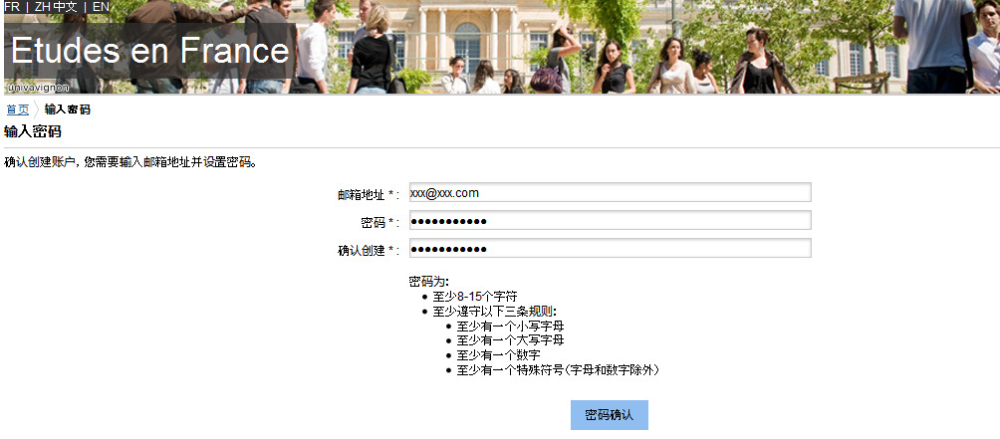 FR | ZH 中文 | EN
Etudes en France
univavignon
首页 输入密码
输入密码
确认创建账户, 您需要输入邮箱地址并设置密码。
邮箱地址 * : xxx@xxx.com
密码 * : ●●●●●●●●●●●
确认创建 * : ●●●●●●●●●●●
密码为:
● 至少8-15个字符
● 至少遵守以下三条规则:
● 至少有一个小写字母
● 至少有一个大写字母
● 至少有一个数字
● 至少有一个特殊符号(字母和数字除外)
密码确认